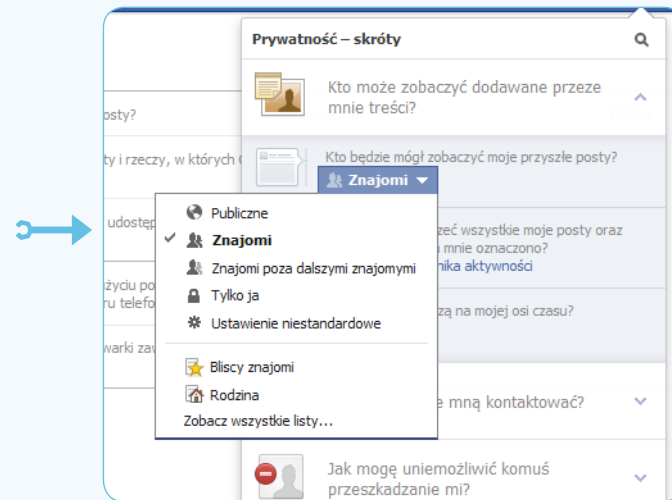 Prywatność – skróty
Kto może zobaczyć dodawane przeze
mnie treści?
posty?
Kto będzie mógł zobaczyć moje przyszłe posty?
ty i rzeczy, w których
Znajomi
udostęp
zeć wszystkie moje posty oraz
mnie oznaczono?
nika aktywności
życiu po
ru telefo
zą na mojej osi czasu?
warki zav
Publiczne
Znajomi
Znajomi poza dalszymi znajomymi
Tylko ja
Ustawienie niestandardowe
Bliscy znajomi
Rodzina
Zobacz wszystkie listy...
e mną kontaktować?
Jak mogę uniemożliwić komuś
przeszkadzanie mi?